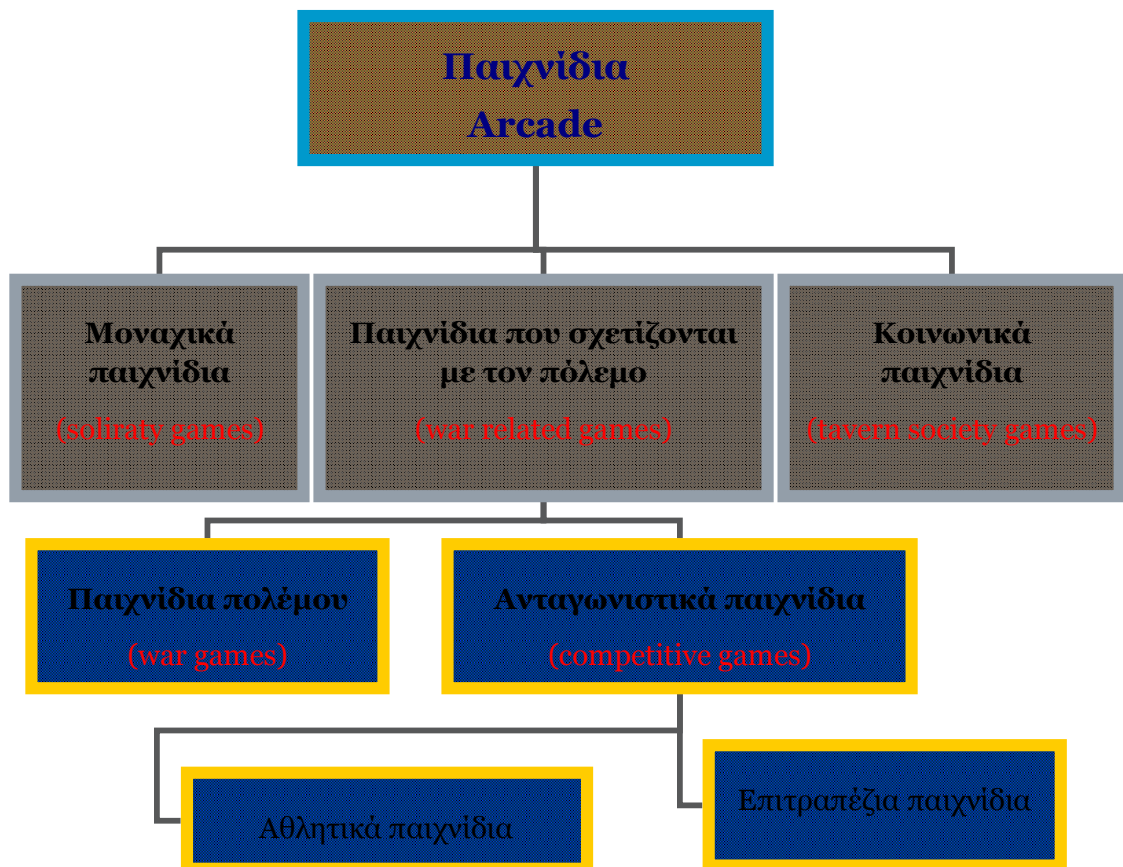 Παιχνίδια
Arcade
Μοναχικά
παιχνίδια
(soliraty games)
Παιχνίδια που σχετίζονται
με τον πόλεμο
(war related games)
Κοινωνικά
παιχνίδια
(tavern society games)
Παιχνίδια πολέμου
(war games)
Ανταγωνιστικά παιχνίδια
(competitive games)
Αθλητικά παιχνίδια
Επιτραπέζια παιχνίδια